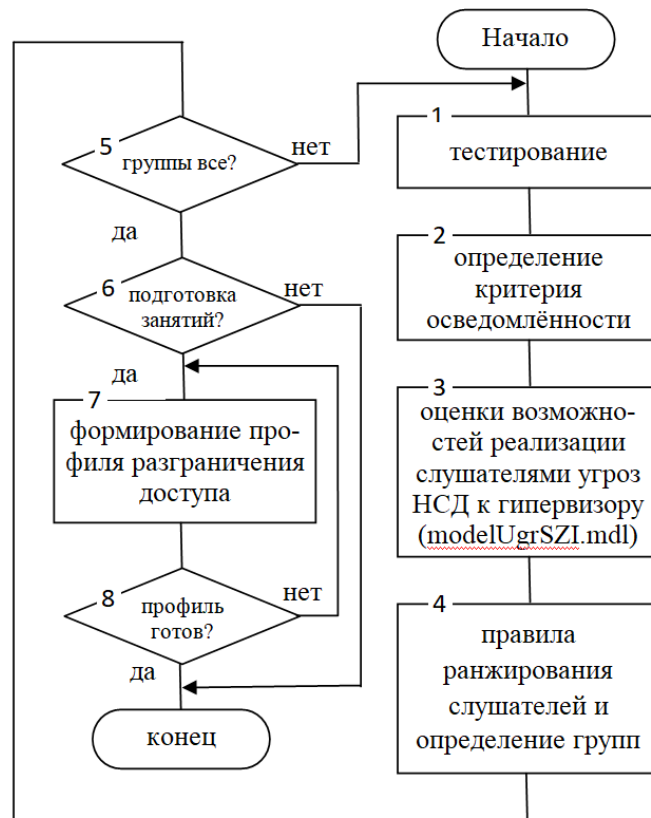 Начало
1
тестирование
2
определение
критерия
осведомлённости
3
оценки возможно-
стей реализации
слушателями угроз
НСД к гипервизору
(modelUgrSZI.mdl)
4
правила
ранжирования
слушателей и
определение групп
5
группы все?
нет
да
6
подготовка
занятий?
нет
да
7
формирование про-
филя разграничения
доступа
8
профиль
готов?
нет
да
конец